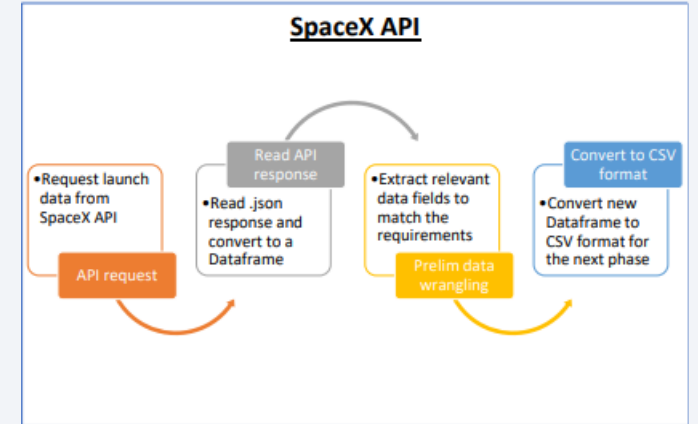 SpaceX API
•Request launch
data from
SpaceX API
API request
Read API
response
•Read .json
response and
convert to a
Dataframe
•Extract relevant
data fields to
match the
requirements
Prelim data
wrangling
Convert to CSV
format
•Convert new
Dataframe to
CSV format for
the next phase